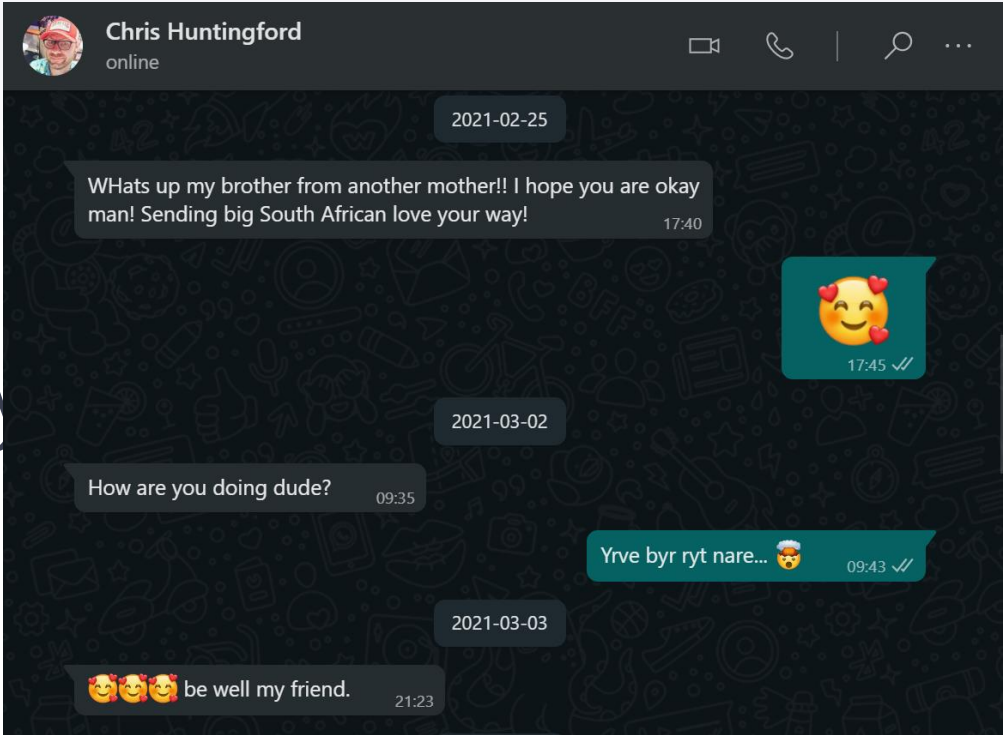 Chris Huntingford
online
2021-02-25
WHats up my brother from another mother!! I hope you are okay
man! Sending big South African love your way!
17:40
🥰
17:45
2021-03-02
How are you doing dude?
09:35
Yrve byr ryt nare... 🤯
09:43
2021-03-03
🥰🥰🥰 be well my friend.
21:23